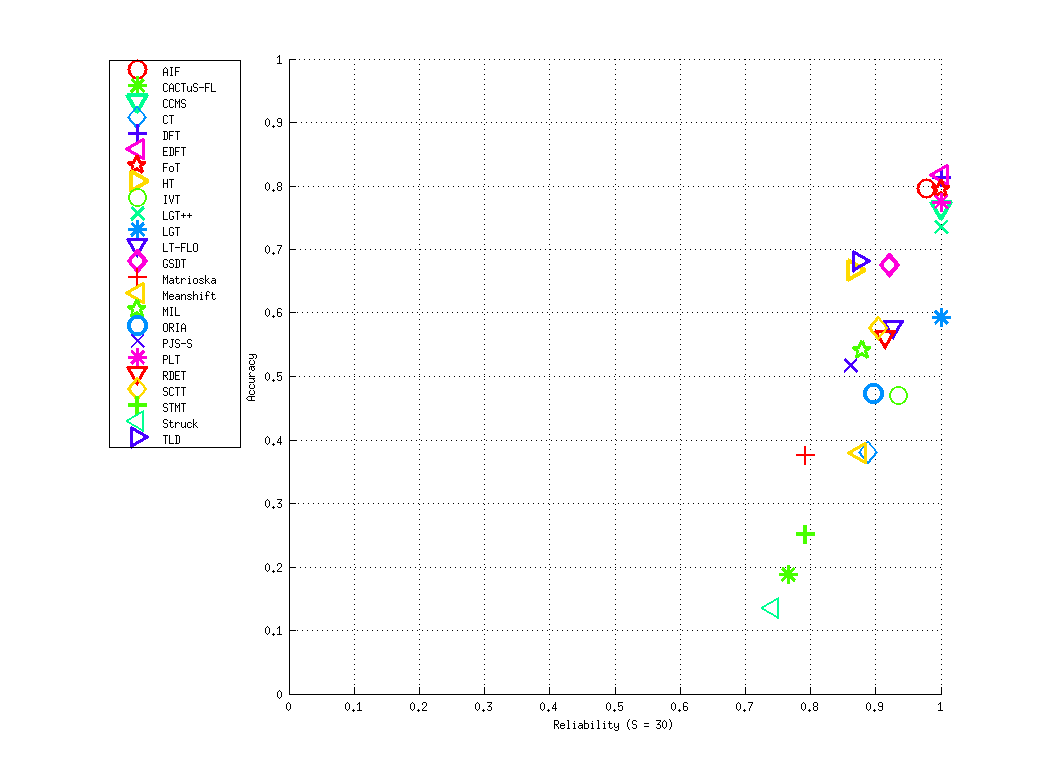 AIF
CACTuS-FL
CCMS
CT
DFT
EDFT
FoT
HT
IVT
LGT++
LGT
LT-FLO
GSDT
Matrioska
Meanshift
MIL
ORIA
PJS-S
PLT
RDET
SCTT
STMT
Struck
TLD
Accuracy
1
0.9
0.8
0.7
0.6
0.5
0.4
0.3
0.2
0.1
0
0 0.1 0.2 0.3 0.4 0.5 0.6 0.7 0.8 0.9 1
Reliability (S = 30)